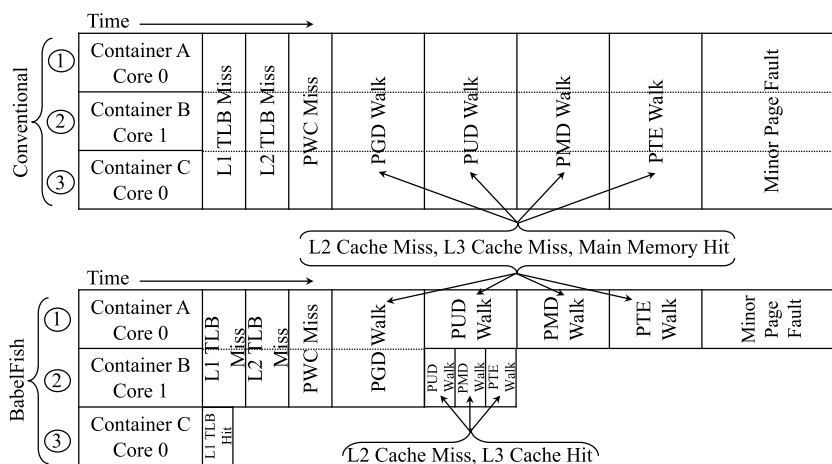 Time
Conventional
1
Container A
Core 0
2
Container B
Core 1
3
Container C
Core 0
L1 TLB Miss
L2 TLB Miss
PWC Miss
PGD Walk
PUD Walk
PMD Walk
PTE Walk
Minor Page Fault
L2 Cache Miss, L3 Cache Miss, Main Memory Hit
Time
BabelFish
1
Container A
Core 0
2
Container B
Core 1
3
Container C
Core 0
L1 TLB
Miss
L2 TLB
Miss
PWC Miss
PGD Walk
PUD
Walk
PMD
Walk
PTE
Walk
Minor
Page
Fault
PUD
Walk
PMD
Walk
PTE
Walk
L1 TLB
Hit
L2 Cache Miss, L3 Cache Hit